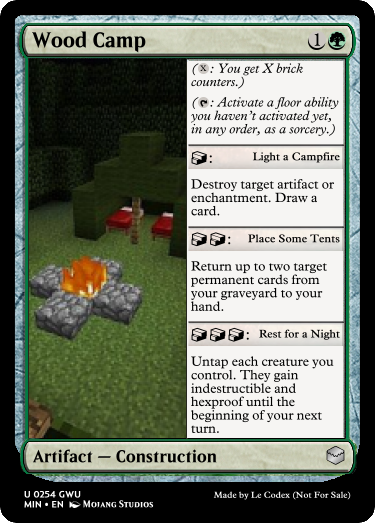 Wood Camp 1
(X: You get X brick
counters.)
(: Activate a floor ability
you haven't activated yet,
in any order, as a sorcery.)
: Light a Campfire
Destroy target artifact or
enchantment. Draw a
card.
: Place Some Tents
Return up to two target
permanent cards from
your graveyard to your
hand.
: Rest for a Night
Untap each creature you
control. They gain
indestructible and
hexproof until the
beginning of your next
turn.
Artifact — Construction
U 0254 GWU
MIN • EN Mojang Studios
Made by Le Codex (Not For Sale)